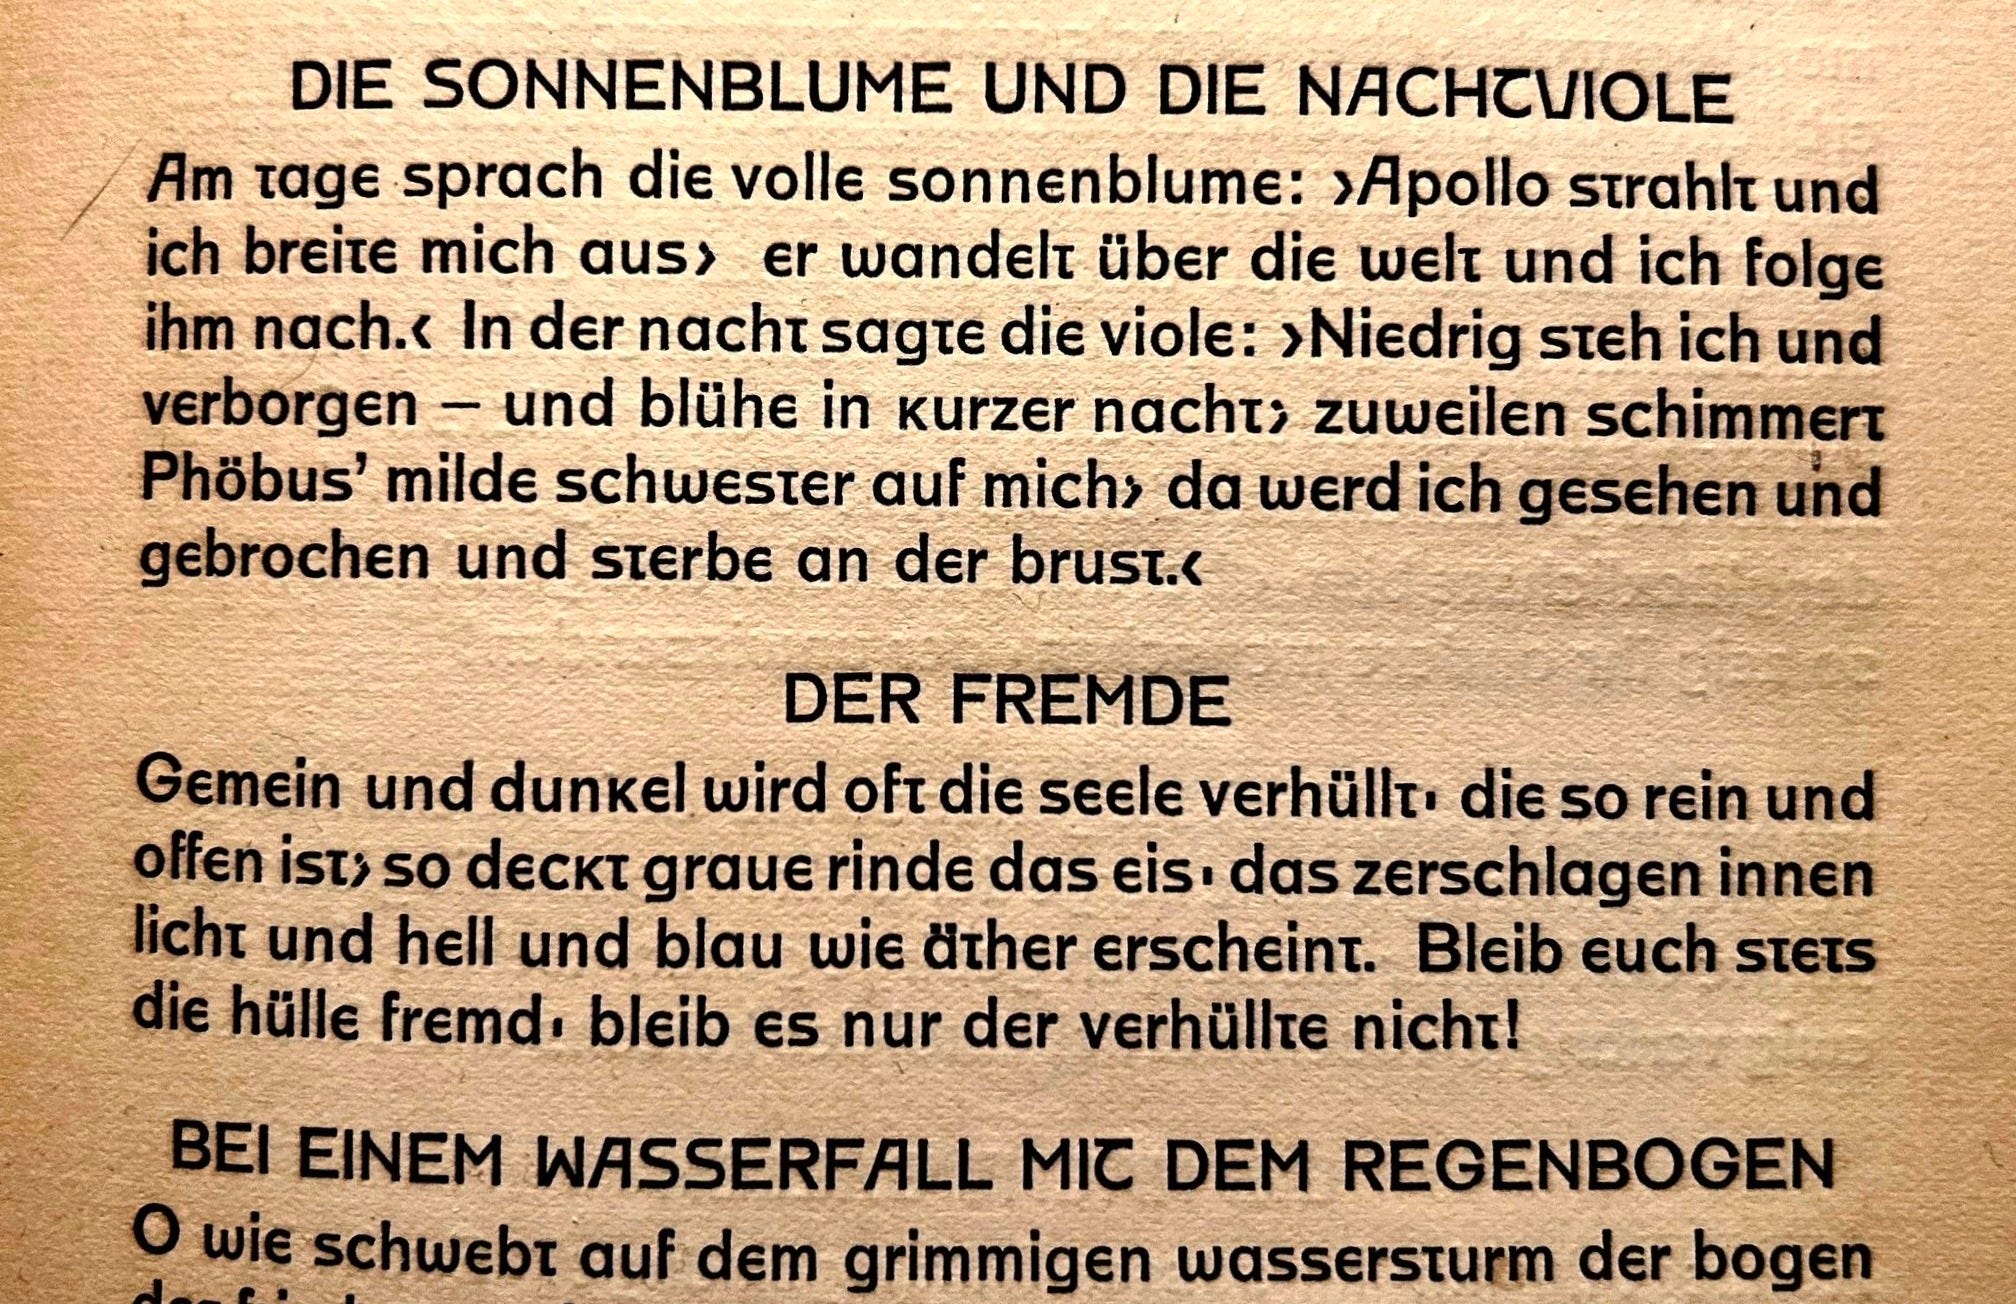 DIE SONNENBLUME UND DIE NACHTVIOLE
Am tage sprach die volle sonnenblume: ›Apollo strahlt und
ich breite mich aus› er wandelt über die welt und ich folge
ihm nach.‹ In der nacht sagte die viole: ›Niedrig steh ich und
verborgen – und blühe in kurzer nacht› zuweilen schimmert
Phöbus’ milde schwester auf mich› da werd ich gesehen und
gebrochen und sterbe an der brust.‹
DER FREMDE
Gemein und dunkel wird oft die seele verhüllt· die so rein und
offen ist› so deckt graue rinde das eis· das zerschlagen innen
licht und hell und blau wie äther erscheint. Bleib euch stets
die hülle fremd· bleib es nur der verhüllte nicht!
BEI EINEM WASSERFALL MIT DEM REGENBOGEN
O wie schwebt auf dem grimmigen wassersturm der bogen